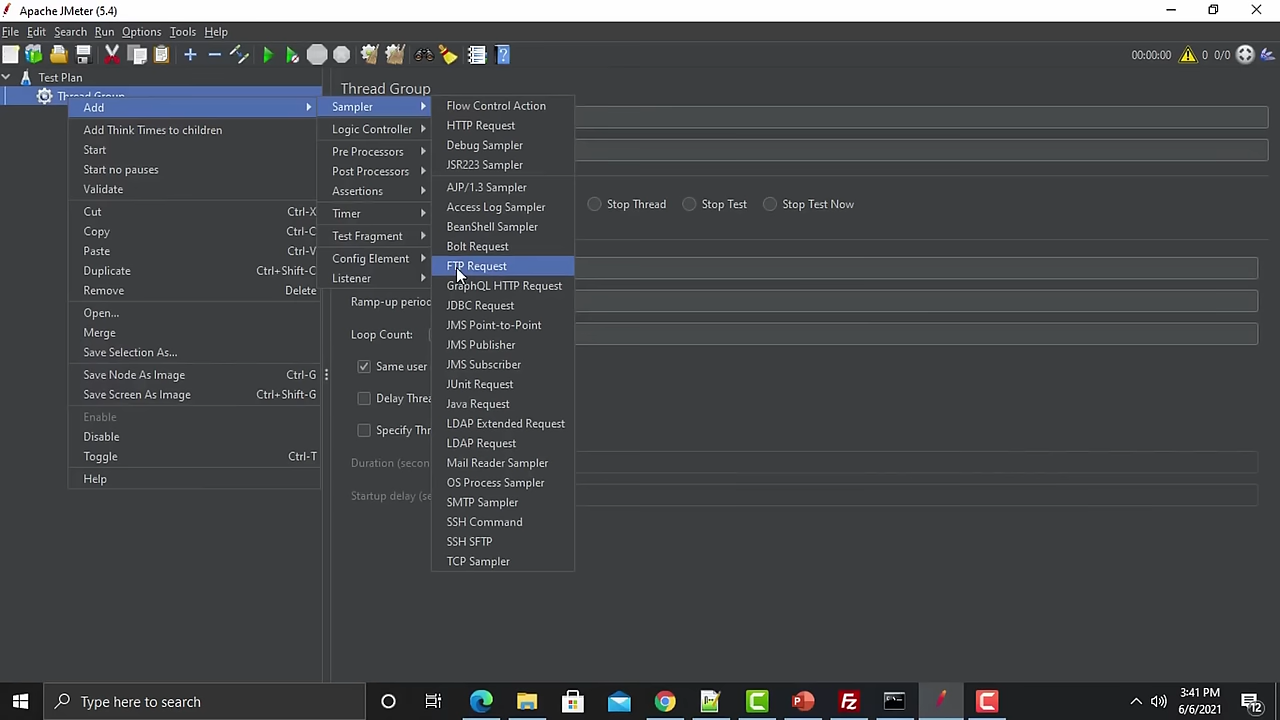 Apache JMeter (5.4)
File Edit Search Run Options Tools Help
00:00:00 0 0/0
Test Plan
Thread Group
Thread Group
Add
Add Think Times to children
Start
Start no pauses
Validate
Cut Ctrl-X
Copy Ctrl-C
Paste Ctrl-V
Duplicate Ctrl+Shift-C
Remove Delete
Open...
Merge
Save Selection As...
Save Node As Image Ctrl-G
Save Screen As Image Ctrl+Shift-G
Enable
Disable
Toggle Ctrl-T
Help
Sampler
Logic Controller
Pre Processors
Post Processors
Assertions
Timer
Test Fragment
Config Element
Listener
Flow Control Action
HTTP Request
Debug Sampler
JSR223 Sampler
AJP/1.3 Sampler
Access Log Sampler
BeanShell Sampler
Bolt Request
FTP Request
GraphQL HTTP Request
JDBC Request
JMS Point-to-Point
JMS Publisher
JMS Subscriber
JUnit Request
Java Request
LDAP Extended Request
LDAP Request
Mail Reader Sampler
OS Process Sampler
SMTP Sampler
SSH Command
SSH SFTP
TCP Sampler
Stop Thread Stop Test Stop Test Now
Ramp-up period
Loop Count:
Same user
Delay Threa
Specify Thr
Duration (secon
Startup delay (se
Type here to search
3:41 PM
6/6/2021
12